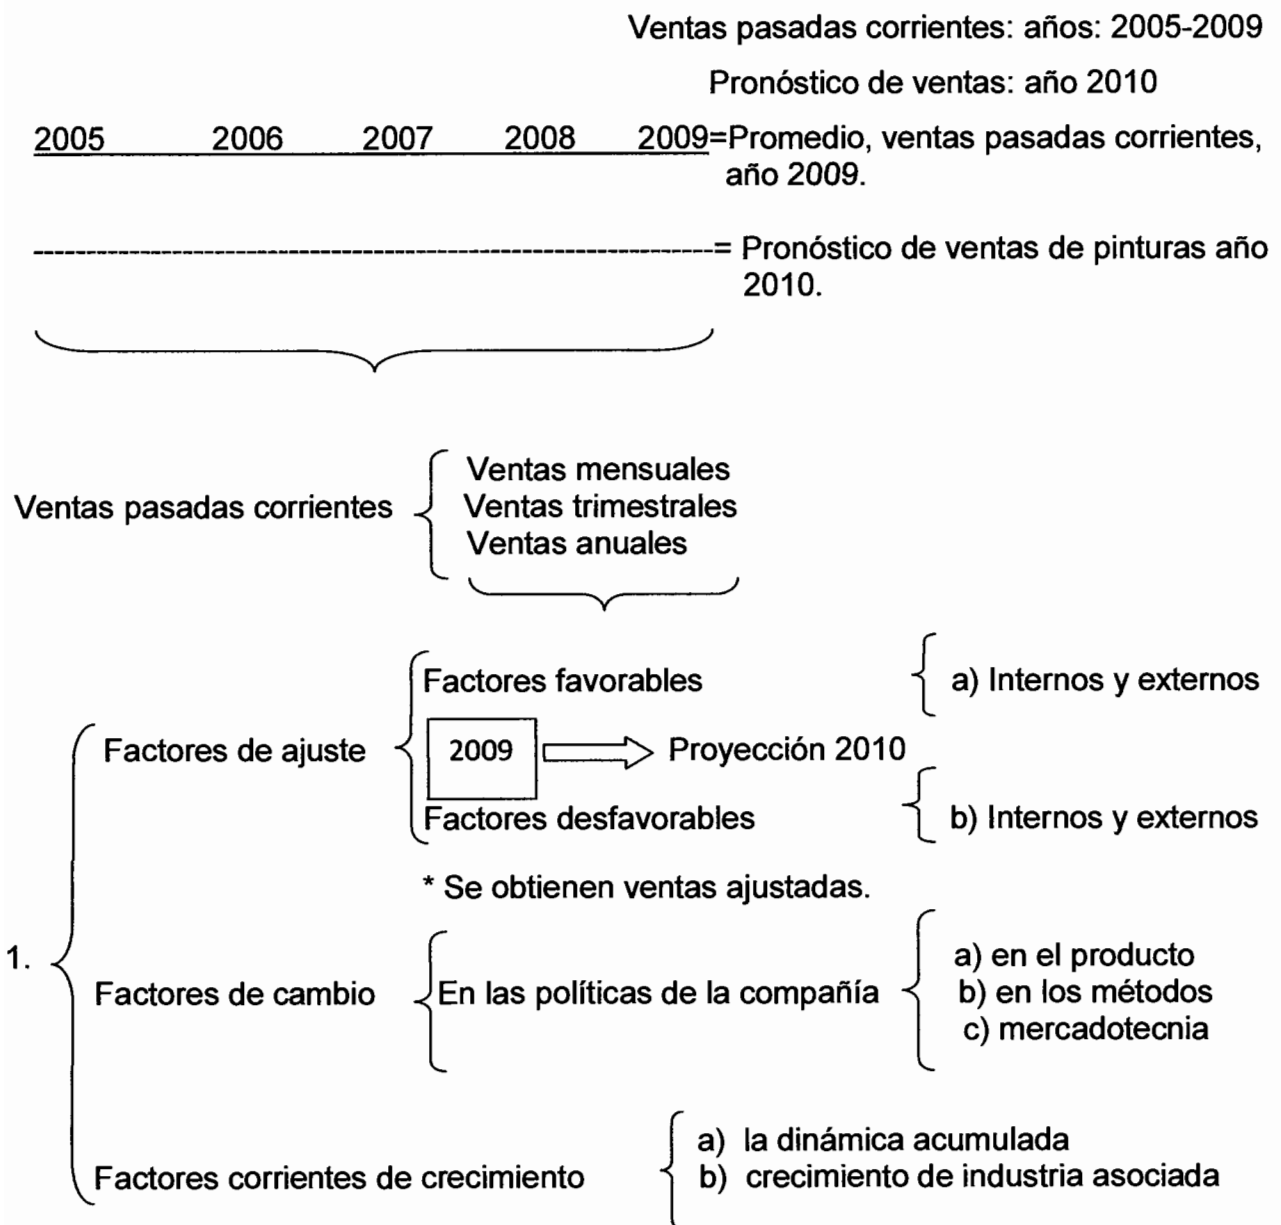 Ventas pasadas corrientes: años: 2005-2009
Pronóstico de ventas: año 2010
2005 2006 2007 2008 2009=Promedio, ventas pasadas corrientes,
año 2009.
---------------------------------------------------------------= Pronóstico de ventas de pinturas año
2010.
Ventas mensuales
Ventas pasadas corrientes Ventas trimestrales
Ventas anuales
Factores favorables a) Internos y externos
Factores de ajuste 2009 Proyección 2010
Factores desfavorables b) Internos y externos
* Se obtienen ventas ajustadas.
1.
a) en el producto
Factores de cambio En las políticas de la compañía b) en los métodos
c) mercadotecnia
a) la dinámica acumulada
Factores corrientes de crecimiento b) crecimiento de industria asociada